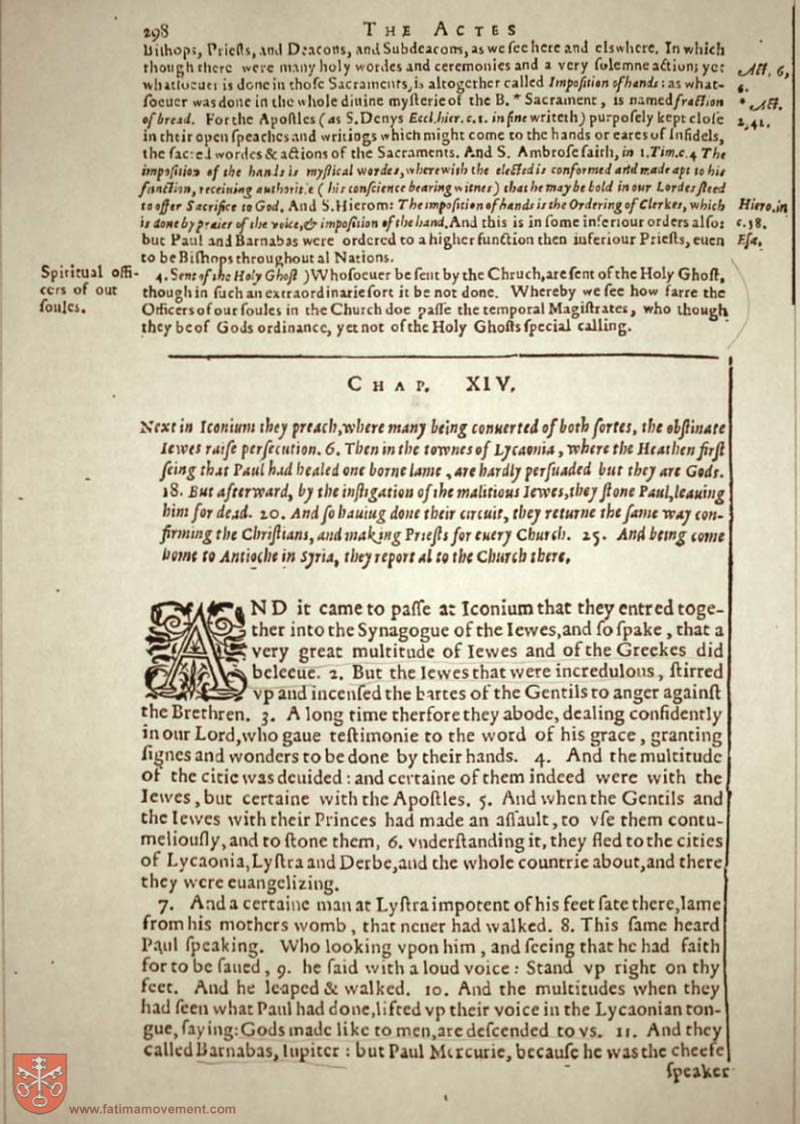 298 THE ACTES
Biſhops, Prieſts, and Deacons, and Subdeacons, as we ſee here and elswhere. In which
though there were many holy wordes and ceremonies and a very ſolemne action; yet
whatſoeuer is done in thoſe Sacraments, is altogether called Impoſition of hands: as what-
ſoeuer was done in the whole diuine myſterie of the B. * Sacrament, is named fraction
of bread. For the Apoſtles (as S. Denys Eccl. hier. c. 1. in fine writeth) purpoſely kept cloſe
in their open ſpeaches and writings which might come to the hands or eares of Infidels,
the ſacred wordes & actions of the Sacraments. And S. Ambroſe ſaith, in 1. Tim. c. 4 The
impoſition of the hands is myſtical wordes, wherewith the elected is conformed and made apt to his
function, receiuing authoritie (his conſcience bearing witnes) that he may be bold in our Lordes ſteed
to offer Sacrifice to God. And S. Hierom: The impoſition of hands is the Ordering of Clerkes, which
is done by praier of the voice, & impoſition of the hand. And this is in ſome inferiour orders alſo:
but Paul and Barnabas were ordered to a higher function then inferiour Prieſts, euen
to be Biſhops throughout al Nations.
Act. 6,
6.
* Act.
2, 41.
Hiero. in
c. 58.
Eſa.
Spiritual offi-
cers of our
ſoules.
4. Sent of the Holy Ghoſt) Whoſoeuer be ſent by the Chruch, are ſent of the Holy Ghoſt,
though in ſuch an extraordinarie ſort it be not done. Whereby we ſee how farre the
Officers of our ſoules in the Church doe paſſe the temporal Magiſtrates, who though
they be of Gods ordinance, yet not of the Holy Ghoſts ſpecial calling.
CHAP. XIV.
Next in Iconium they preach, where many being conuerted of both ſortes, the obſtinate
Iewes raiſe perſecution. 6. Then in the townes of Lycaonia, where the Heathen firſt
ſeing that Paul had healed one borne lame, are hardly perſuaded but they are Gods.
18. But afterward, by the inſtigation of the malitious Iewes, they ſtone Paul, leauing
him for dead. 20. And ſo hauing done their circuit, they returne the ſame way con-
firming the Chriſtians, and making Prieſts for euery Church. 25. And being come
home to Antioche in Syria, they report al to the Church there.
AND it came to paſſe at Iconium that they entred toge-
ther into the Synagogue of the Iewes, and ſo ſpake, that a
very great multitude of Iewes and of the Greekes did
beleeue. 2. But the Iewes that were incredulous, ſtirred
vp and incenſed the hartes of the Gentils to anger againſt
the Brethren. 3. A long time therfore they abode, dealing confidently
in our Lord, who gaue teſtimonie to the word of his grace, granting
ſignes and wonders to be done by their hands. 4. And the multitude
of the citie was deuided: and certaine of them indeed were with the
Iewes, but certaine with the Apoſtles. 5. And when the Gentils and
the Iewes with their Princes had made an aſſault, to vſe them contu-
meliouſly, and to ſtone them, 6. vnderſtanding it, they fled to the cities
of Lycaonia, Lyſtra and Derbe, and the whole countrie about, and there
they were euangelizing.
7. And a certaine man at Lyſtra impotent of his feet ſate there, lame
from his mothers womb, that neuer had walked. 8. This ſame heard
Paul ſpeaking. Who looking vpon him, and ſeeing that he had faith
for to be ſaued, 9. he ſaid with a loud voice: Stand vp right on thy
feet. And he leaped & walked. 10. And the multitudes when they
had ſeen what Paul had done, lifted vp their voice in the Lycaonian ton-
gue, ſaying: Gods made like to men, are deſcended to vs. 11. And they
called Barnabas, Iupiter: but Paul Mercurie, becauſe he was the cheefe
ſpeaker
www.fatimamovement.com